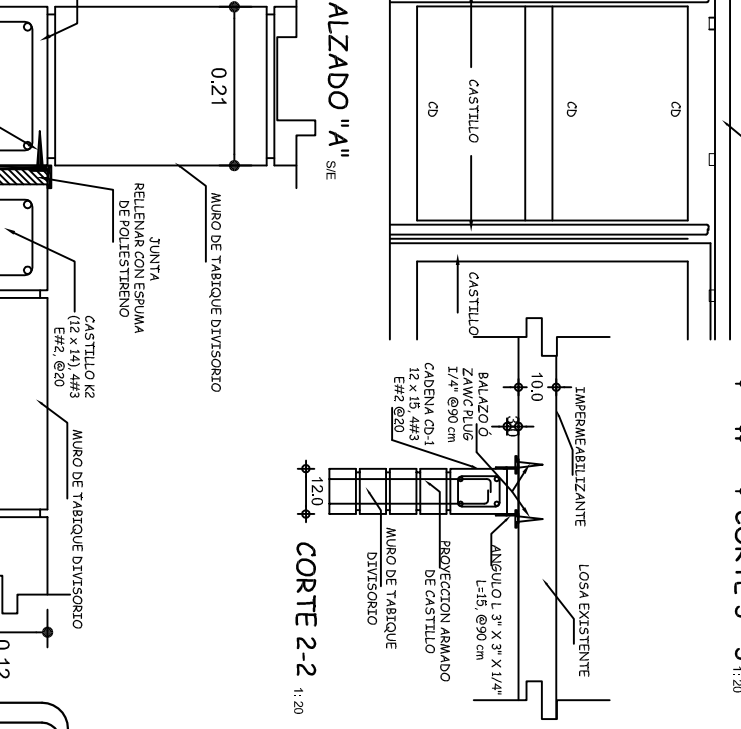 ALZADO "A"
S/E
0.21
MURO DE TABIQUE DIVISORIO
JUNTA
RELLENAR CON ESPUMA
DE POLIESTIRENO
CASTILLO K2
(12 x 14), 4#3
E#2, @20
MURO DE TABIQUE DIVISORIO
0.12
CD
CD
CD
CASTILLO
CASTILLO
1:20
IMPERMEABILIZANTE
LOSA EXISTENTE
10.0
BALAZO Ó
ZAWC PLUG
1/4" @90 cm
CADENA CD-1
12 x 15, 4#3
E#2 @20
ANGULO L 3" X 3" X 1/4"
L=15, @90 cm
PROYECCION ARMADO
DE CASTILLO
MURO DE TABIQUE
DIVISORIO
12.0
CORTE 2-2
1:20